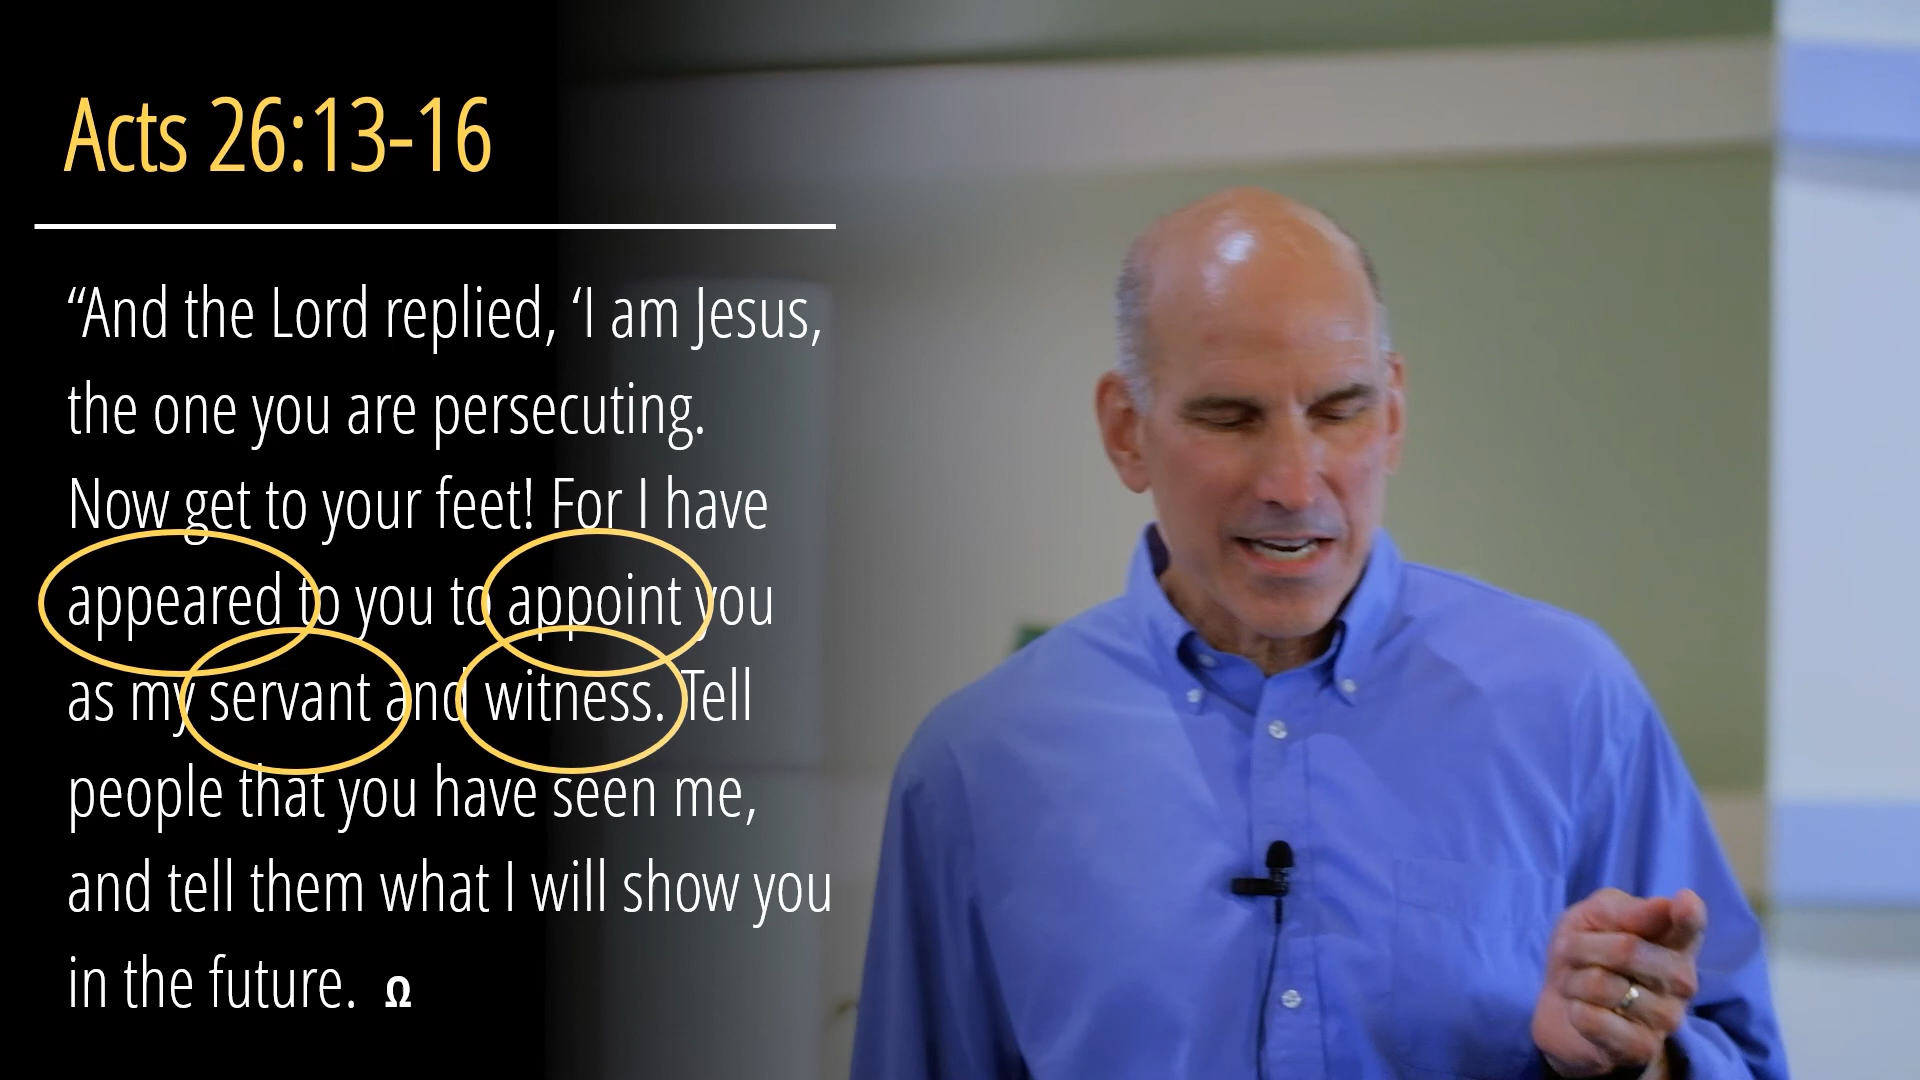 Acts 26:13-16
“And the Lord replied, ‘I am Jesus,
the one you are persecuting.
Now get to your feet! For I have
appeared to you to appoint you
as my servant and witness. Tell
people that you have seen me,
and tell them what I will show you
in the future. Ω